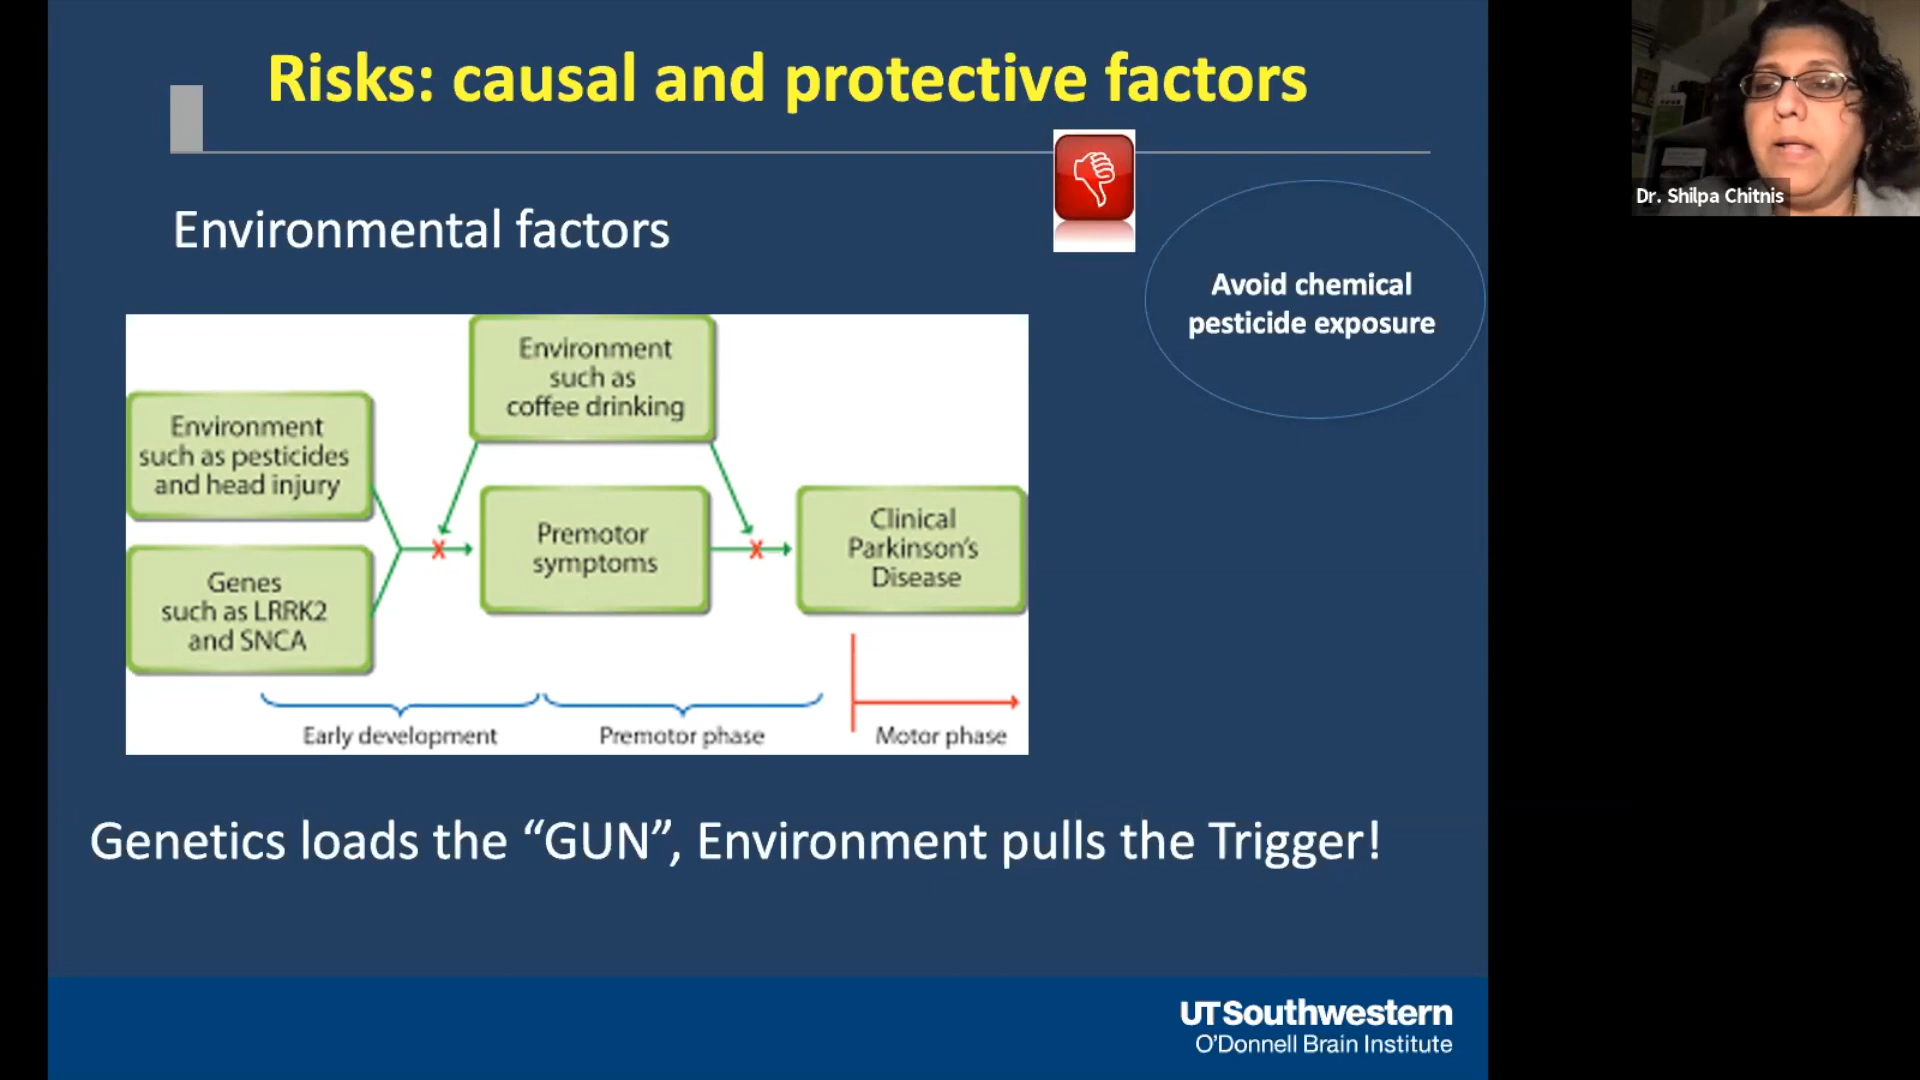 Risks: causal and protective factors
Dr. Shilpa Chitnis
Environmental factors
Avoid chemical
pesticide exposure
Environment
such as
coffee drinking
Environment
such as pesticides
and head injury
Genes
such as LRRK2
and SNCA
X
Premotor
symptoms
X
Clinical
Parkinson's
Disease
Early development
Premotor phase
Motor phase
Genetics loads the “GUN”, Environment pulls the Trigger!
UTSouthwestern
O'Donnell Brain Institute